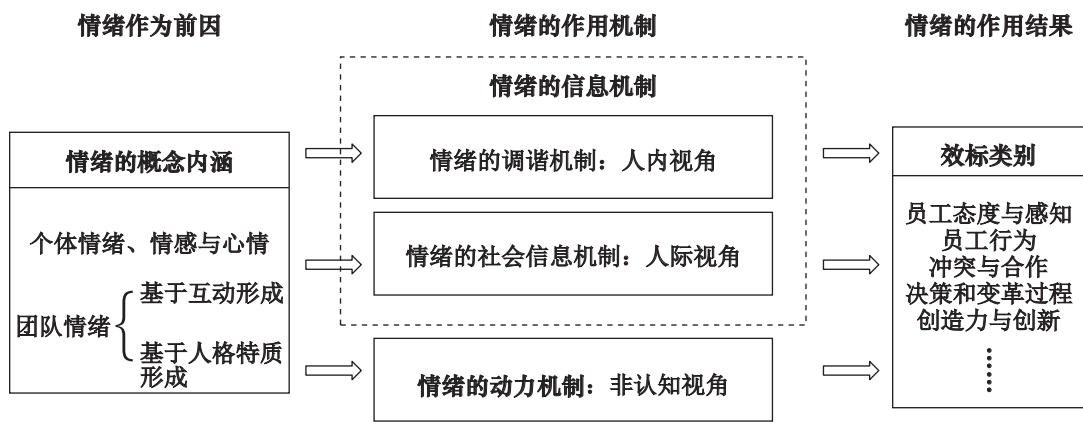 情绪作为前因
情绪的作用机制
情绪的作用结果
情绪的信息机制
情绪的概念内涵
个体情绪、情感与心情
团队情绪
基于互动形成
基于人格特质
形成
情绪的调谐机制：人内视角
情绪的社会信息机制：人际视角
情绪的动力机制：非认知视角
效标类别
员工态度与感知
员工行为
冲突与合作
决策和变革过程
创造力与创新